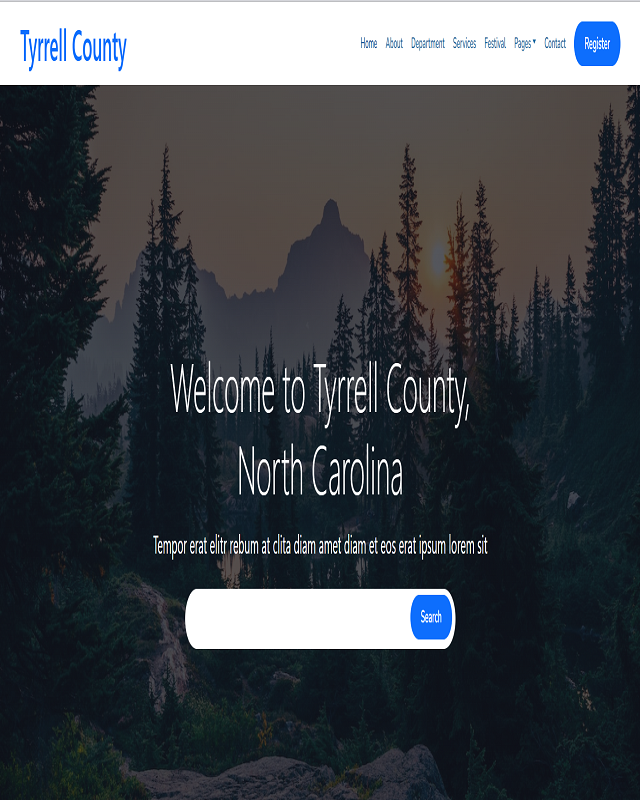 Tyrrell County
Home About Department Services Festival Pages Contact Register
Welcome to Tyrrell County,
North Carolina
Tempor erat elitr rebum at clita diam amet diam et eos erat ipsum lorem sit
Search